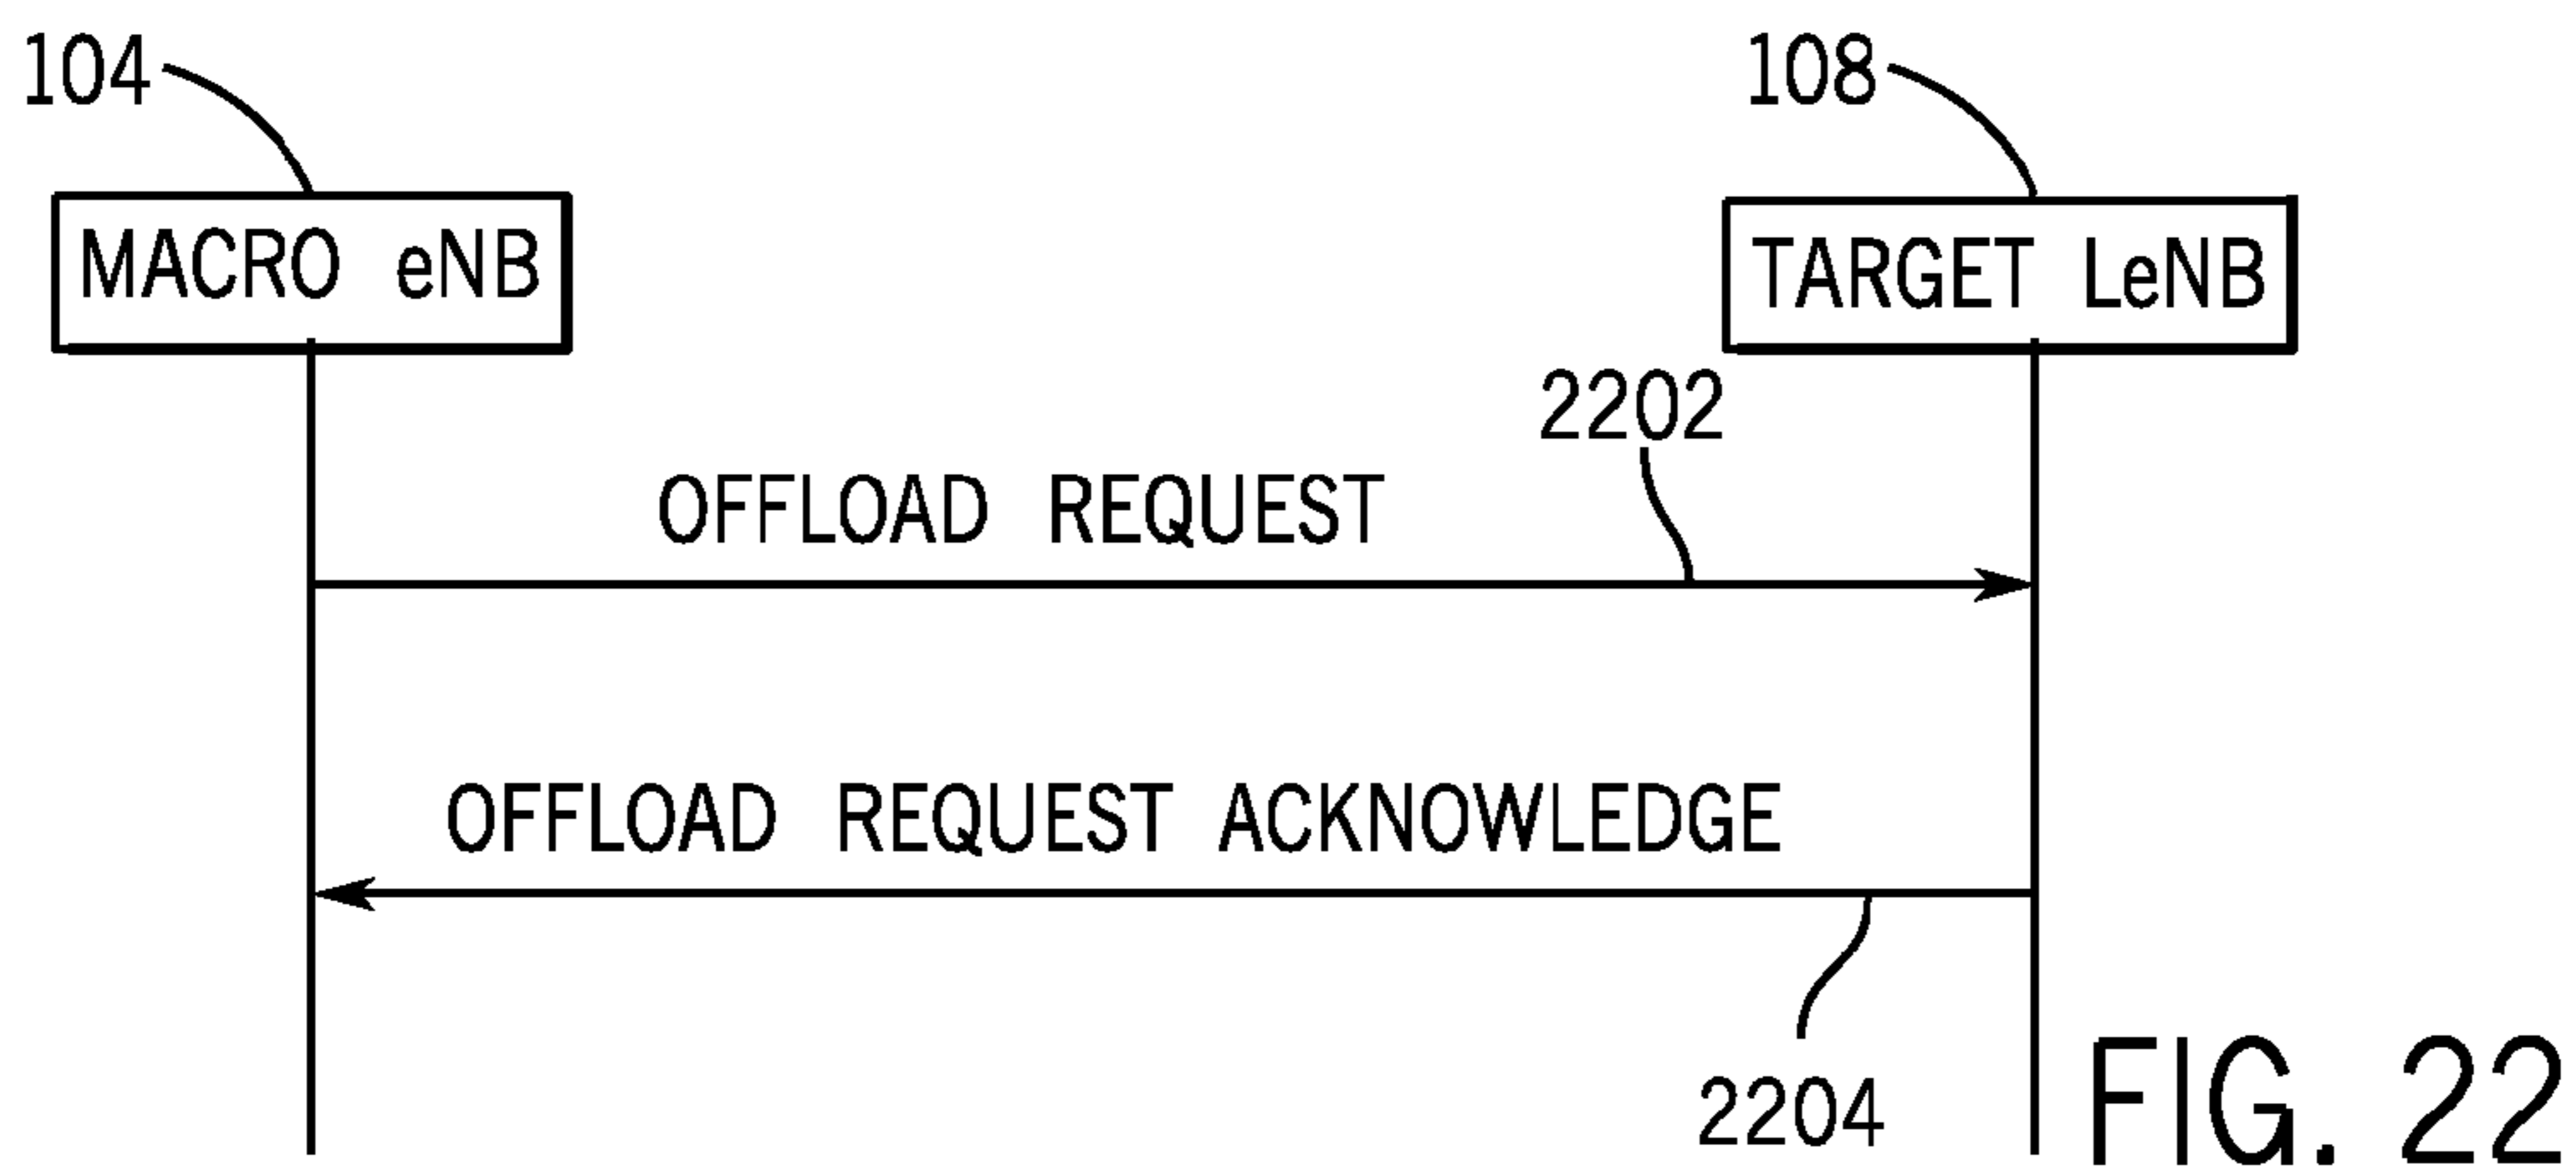 104
108
MACRO eNB
TARGET LeNB
2202
OFFLOAD REQUEST
OFFLOAD REQUEST ACKNOWLEDGE
2204
FIG. 22